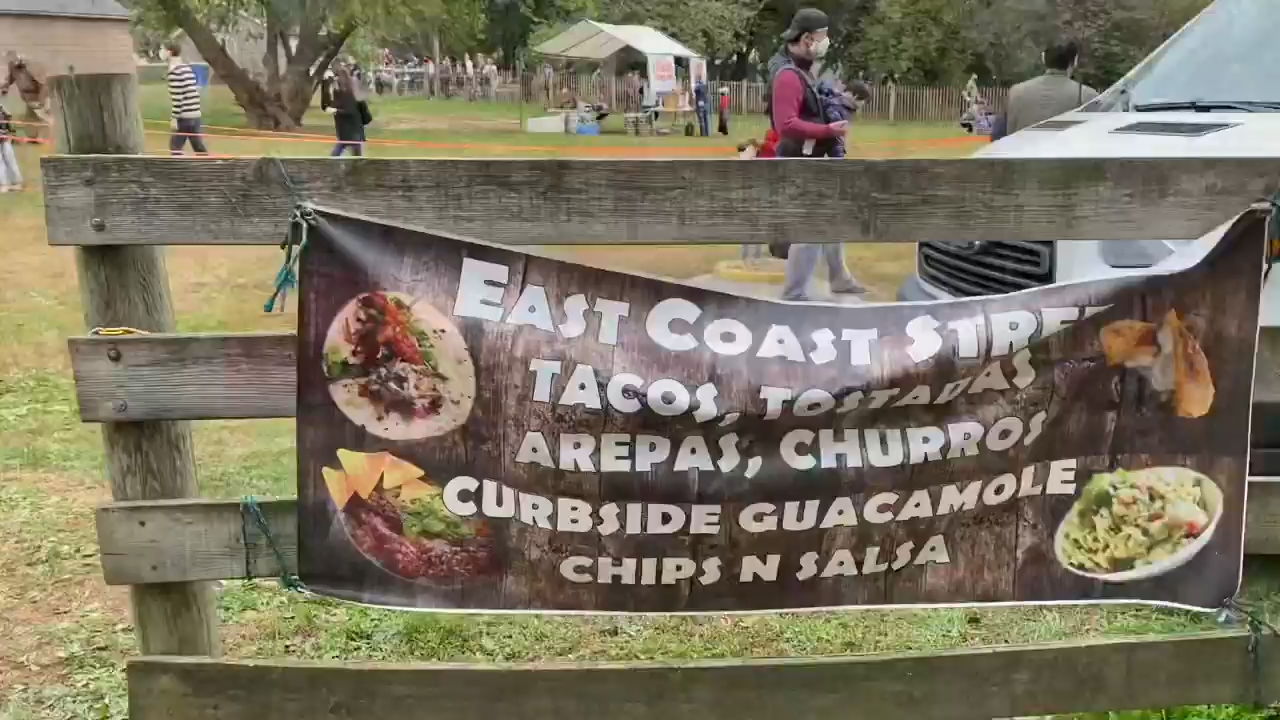 EAST COAST
TACOS, TOSTADAS
AREPAS, CHURROS
CURBSIDE GUACAMOLE
CHIPS N SALSA